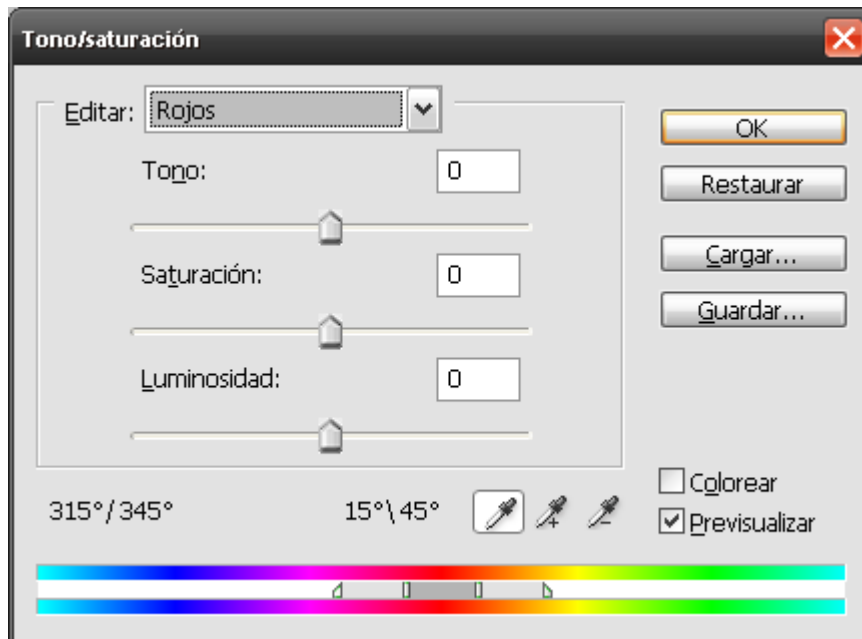 Tono/saturación
Editar: Rojos
OK
Tono: 0
Restaurar
Saturación: 0
Cargar...
Guardar...
Luminosidad: 0
315°/345° 15°\45°
Colorear
Previsualizar